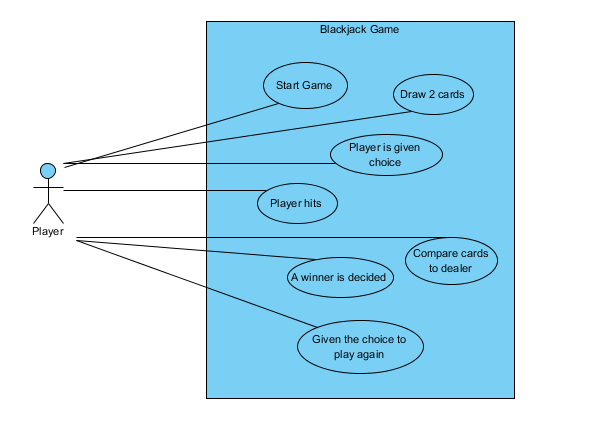 Blackjack Game
Start Game
Draw 2 cards
Player is given
choice
Player hits
Player
Compare cards
to dealer
A winner is decided
Given the choice to
play again